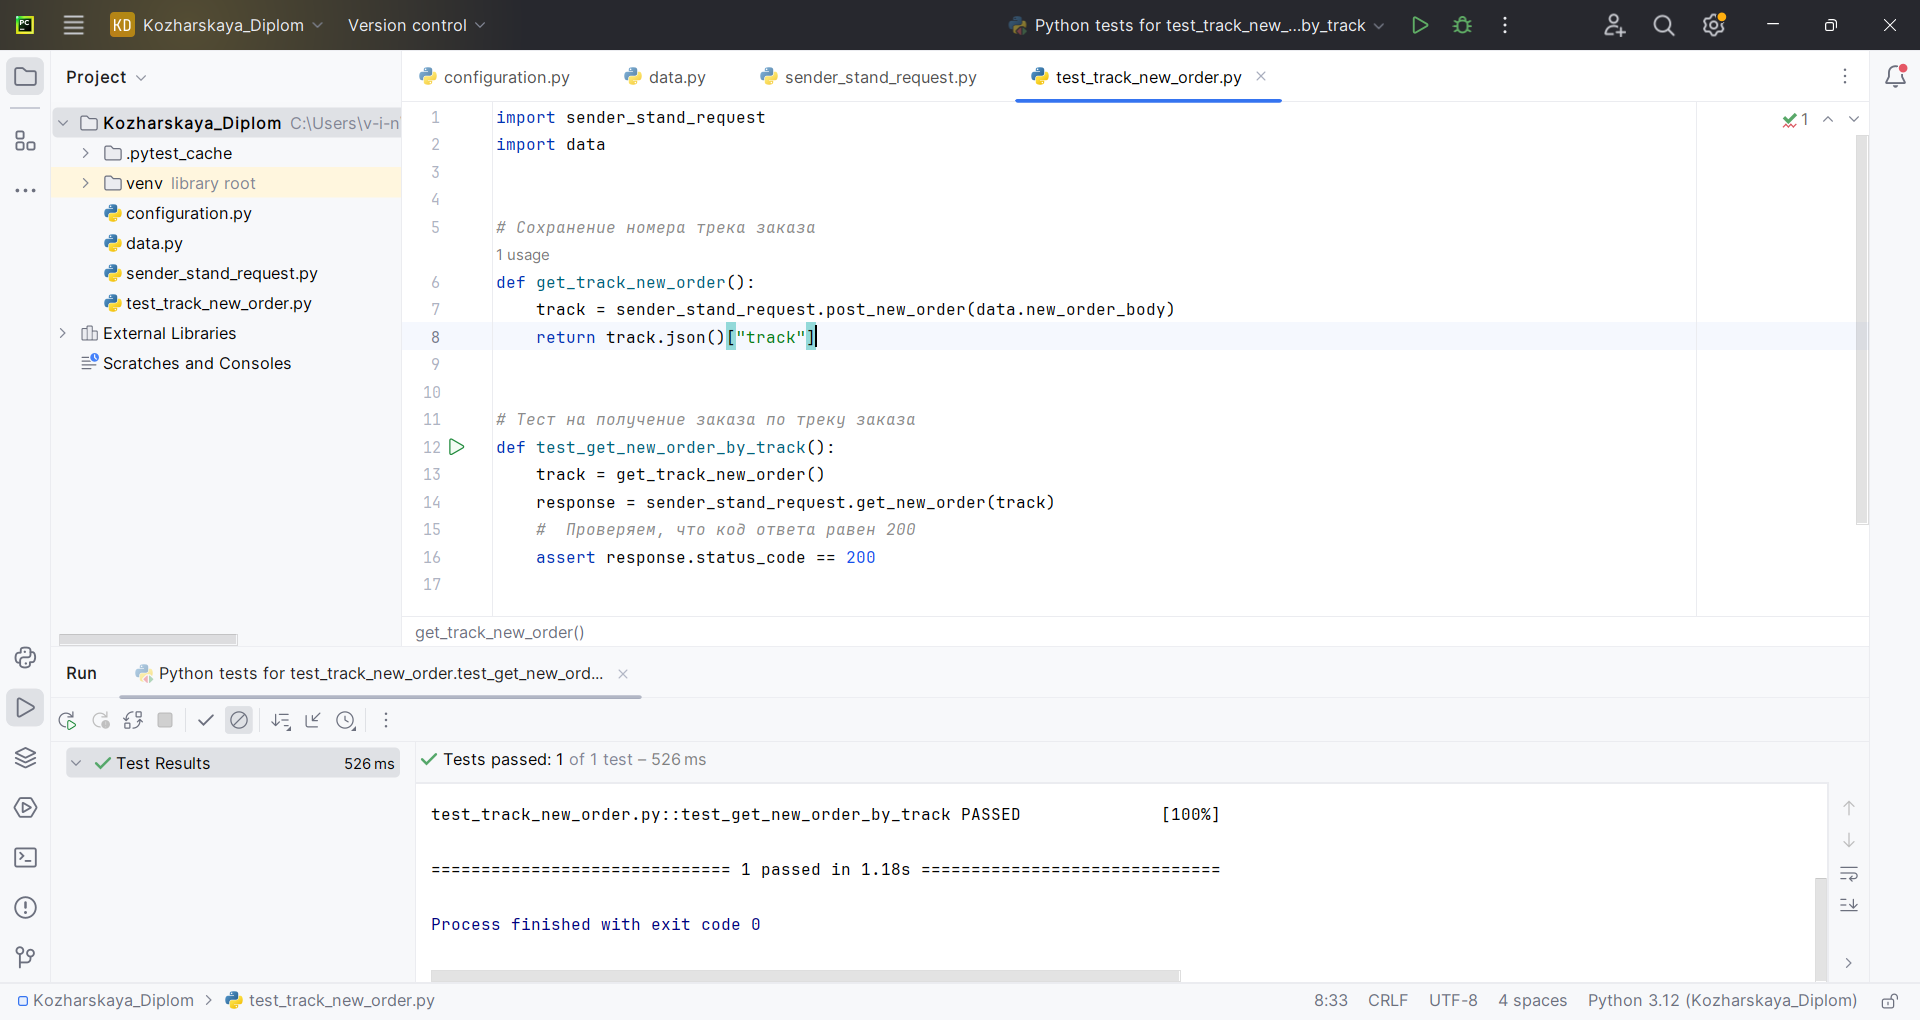 PC
KD Kozharskaya_Diplom
Version control
Python tests for test_track_new_...by_track
Project
configuration.py
data.py
sender_stand_request.py
test_track_new_order.py
Kozharskaya_Diplom C:\Users\v-i-n
.pytest_cache
venv library root
configuration.py
data.py
sender_stand_request.py
test_track_new_order.py
External Libraries
Scratches and Consoles
1
1 import sender_stand_request
2 import data
3
4
5 # Сохранение номера трека заказа
1 usage
6 def get_track_new_order():
7 track = sender_stand_request.post_new_order(data.new_order_body)
8 return track.json()["track"]
9
10
11 # Тест на получение заказа по треку заказа
12 def test_get_new_order_by_track():
13 track = get_track_new_order()
14 response = sender_stand_request.get_new_order(track)
15 #  Проверяем, что код ответа равен 200
16 assert response.status_code == 200
17
get_track_new_order()
Run
Python tests for test_track_new_order.test_get_new_ord...
Test Results 526 ms
Tests passed: 1 of 1 test – 526 ms
test_track_new_order.py::test_get_new_order_by_track PASSED [100%]
============================== 1 passed in 1.18s ==============================
Process finished with exit code 0
Kozharskaya_Diplom > test_track_new_order.py
8:33 CRLF UTF-8 4 spaces Python 3.12 (Kozharskaya_Diplom)